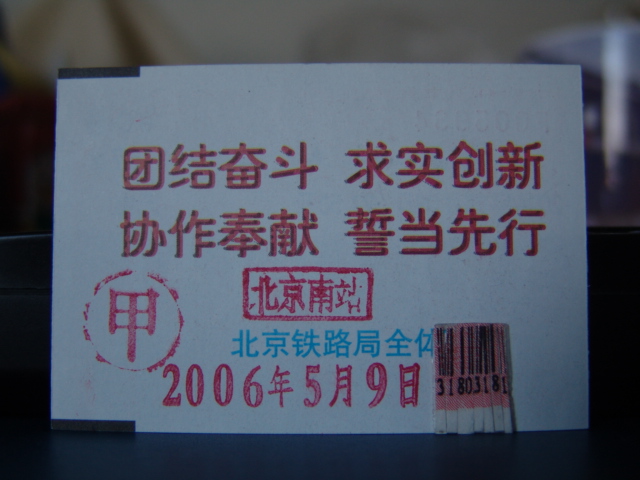 团结奋斗 求实创新
协作奉献 誓当先行
北京南站
甲
北京铁路局全体
2006年5月9日
31803181